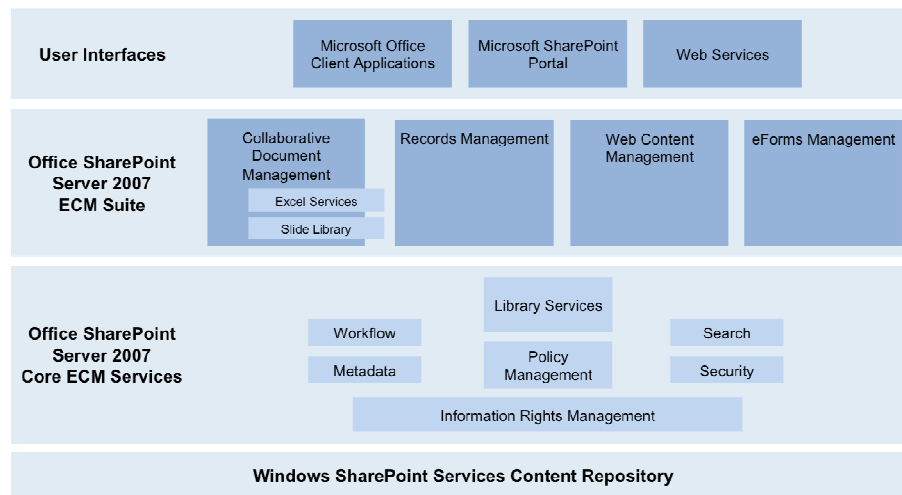 User Interfaces
Microsoft Office
Client Applications
Microsoft SharePoint
Portal
Web Services
Office SharePoint
Server 2007
ECM Suite
Collaborative
Document
Management
Excel Services
Slide Library
Records Management
Web Content
Management
eForms Management
Office SharePoint
Server 2007
Core ECM Services
Workflow
Metadata
Library Services
Policy
Management
Search
Security
Information Rights Management
Windows SharePoint Services Content Repository